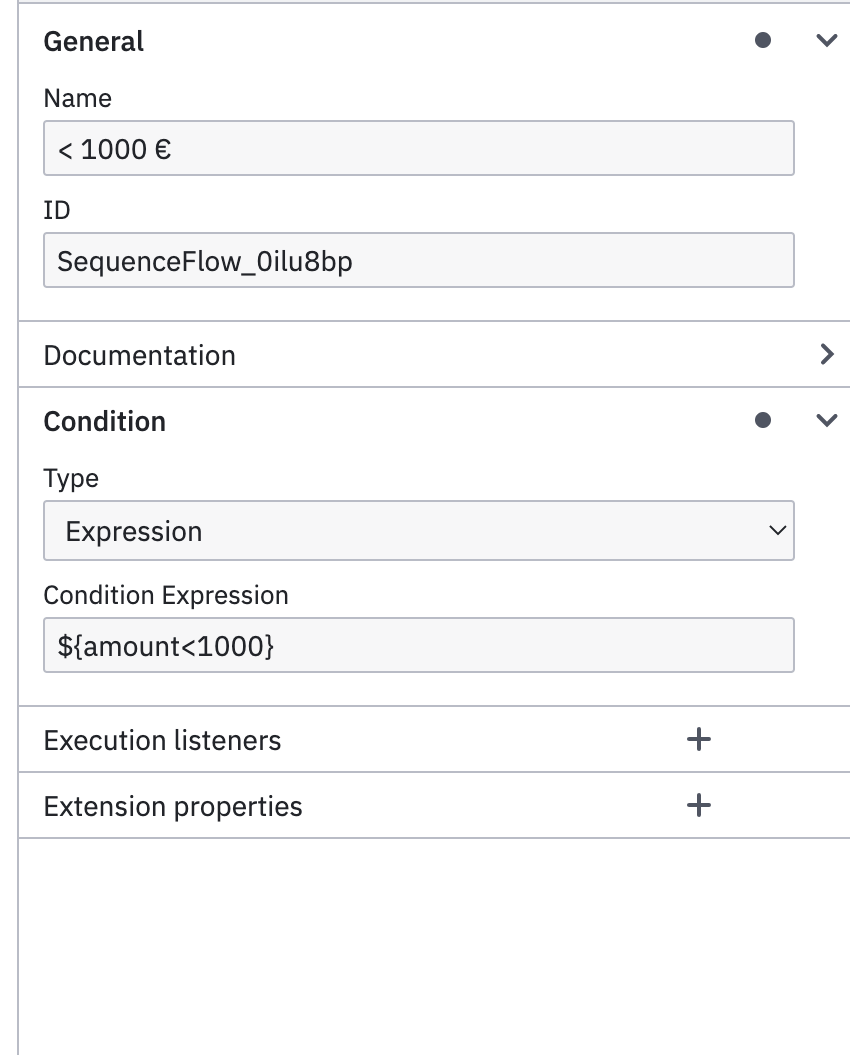 General
Name
< 1000 €
ID
SequenceFlow_0ilu8bp
Documentation
Condition
Type
Expression
Condition Expression
${amount<1000}
Execution listeners
Extension properties